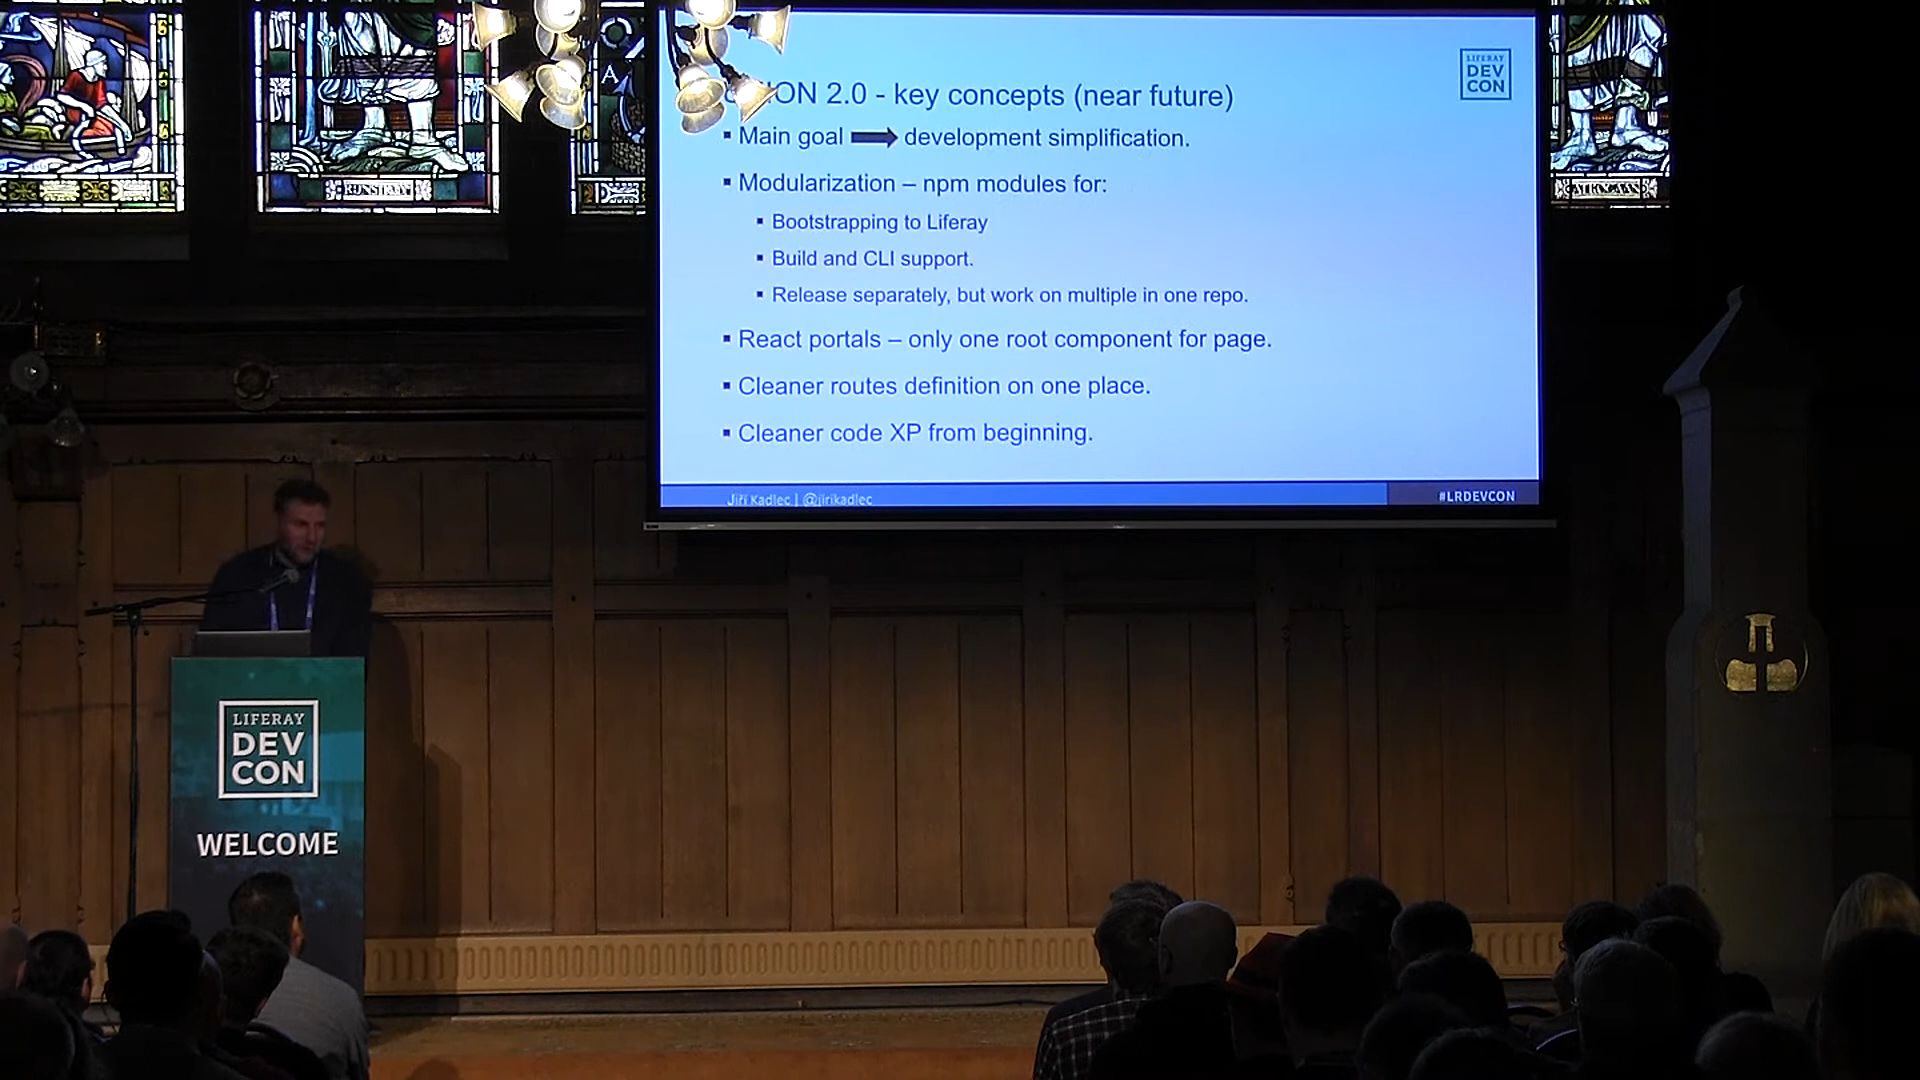 2.0 - key concepts (near future)
▪ Main goal ➡ development simplification.
▪ Modularization – npm modules for:
▪ Bootstrapping to Liferay
▪ Build and CLI support.
▪ Release separately, but work on multiple in one repo.
▪ React portals – only one root component for page.
▪ Cleaner routes definition on one place.
▪ Cleaner code XP from beginning.
Jiří Kadlec | @jirikadlec
#LRDEVCON
LIFERAY
DEV
CON
LIFERAY
DEV
CON
WELCOME